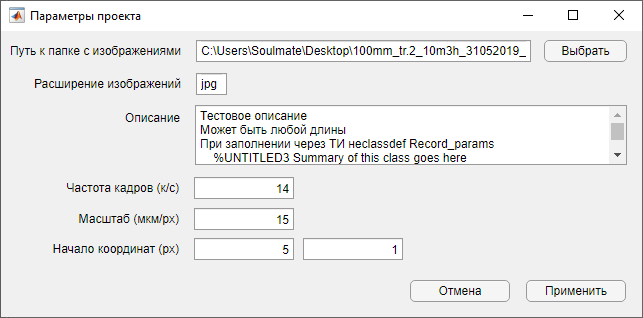 Параметры проекта
Путь к папке с изображениями C:\Users\Soulmate\Desktop\100mm_tr.2_10m3h_31052019_ Выбрать
Расширение изображений jpg
Описание Тестовое описание
Может быть любой длины
При заполнении через ТИ неclassdef Record_params
%UNTITLED3 Summary of this class goes here
Частота кадров (к/с) 14
Масштаб (мкм/px) 15
Начало координат (px) 5 1
Отмена Применить